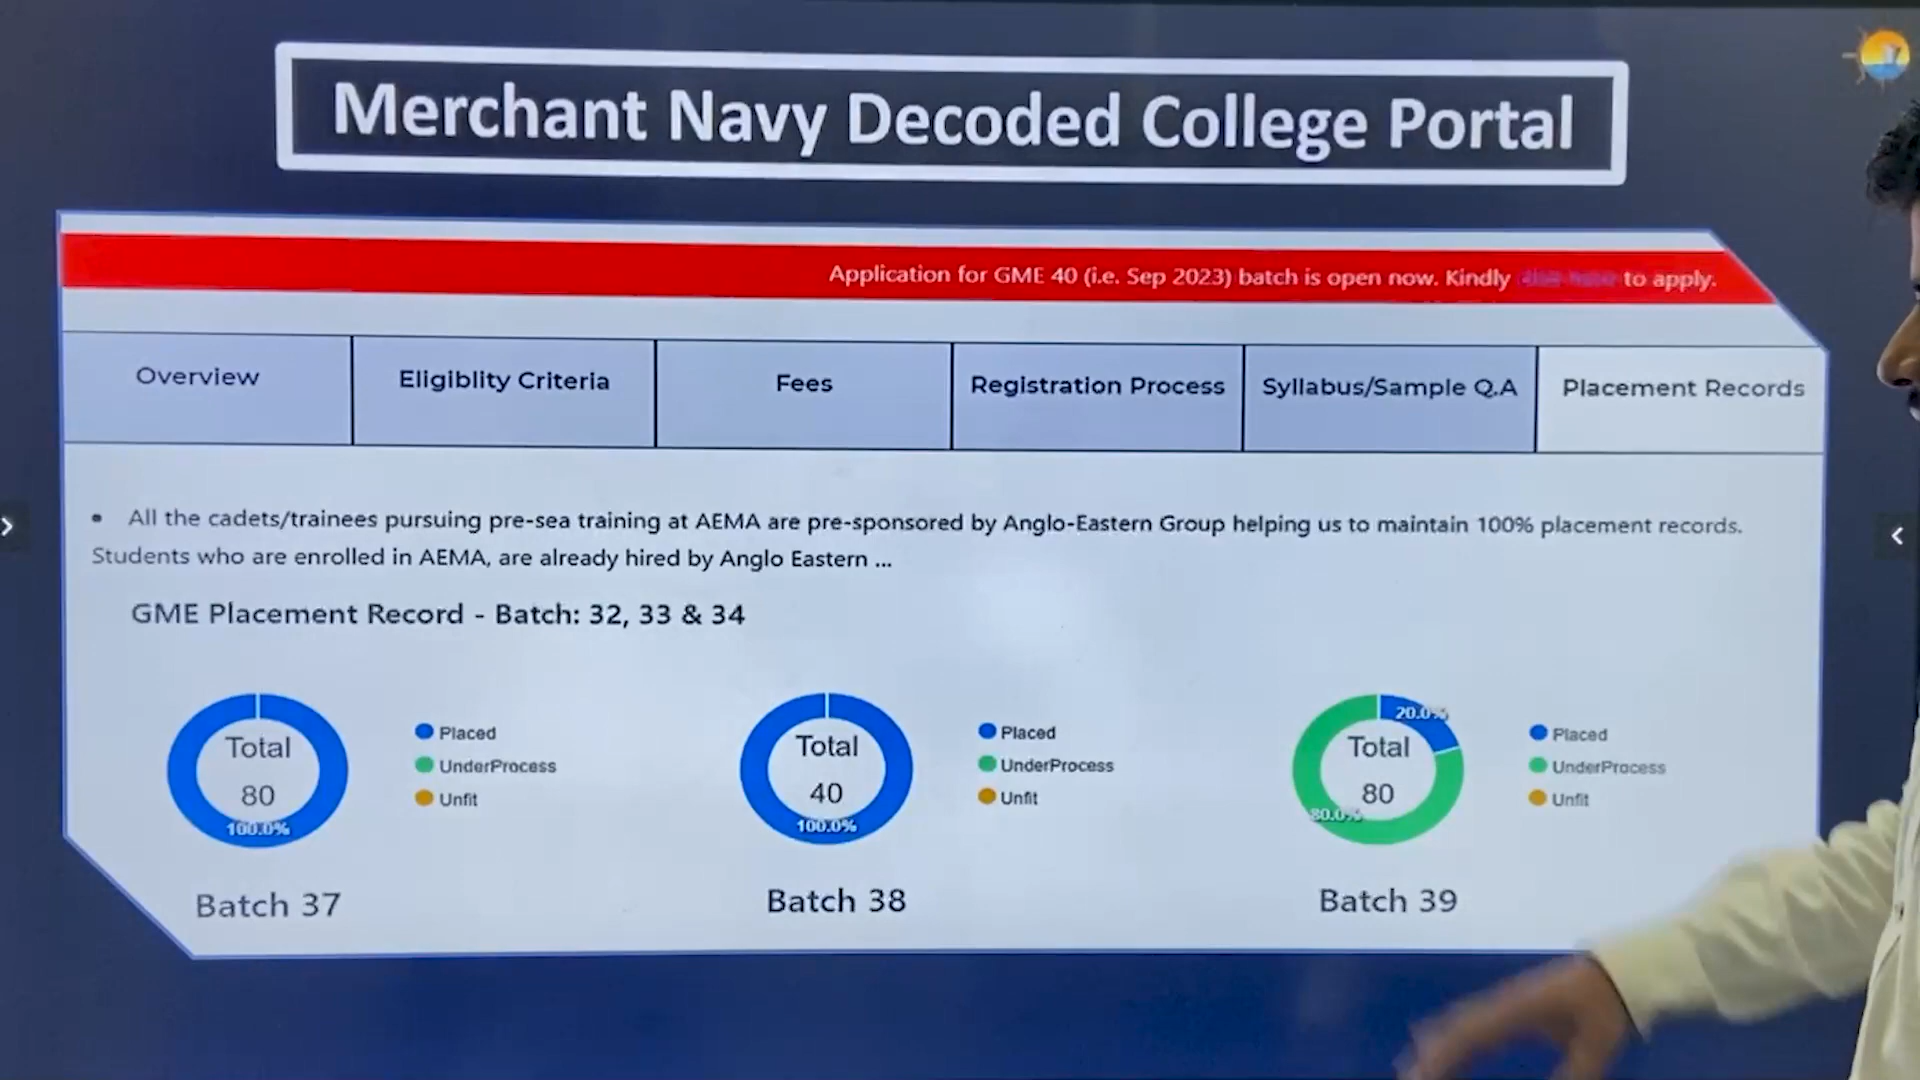 Merchant Navy Decoded College Portal
Application for GME 40 (i.e. Sep 2023) batch is open now. Kindly to apply.
Overview
Eligiblity Criteria
Fees
Registration Process
Syllabus/Sample Q.A
Placement Records
• All the cadets/trainees pursuing pre-sea training at AEMA are pre-sponsored by Anglo-Eastern Group helping us to maintain 100% placement records.
Students who are enrolled in AEMA, are already hired by Anglo Eastern ...
GME Placement Record - Batch: 32, 33 & 34
Total
80
100.0%
Placed
UnderProcess
Unfit
Batch 37
Total
40
100.0%
Placed
UnderProcess
Unfit
Batch 38
20.0%
Total
80
80.0%
Placed
UnderProcess
Unfit
Batch 39